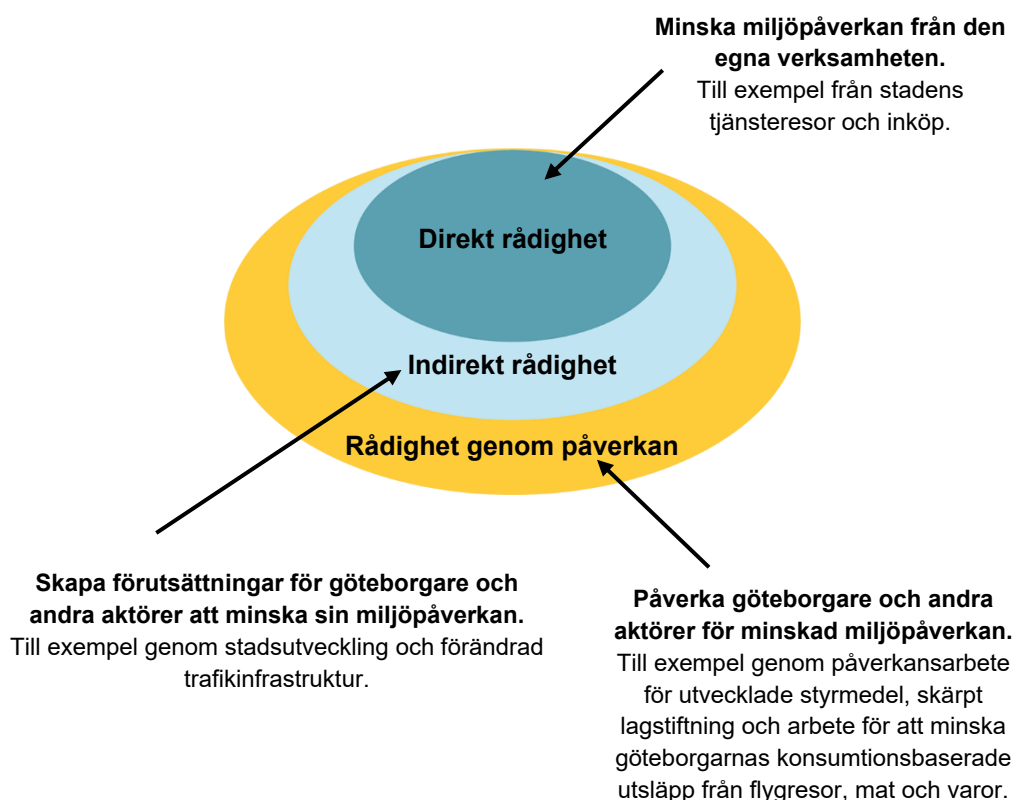 Minska miljöpåverkan från den
egna verksamheten.
Till exempel från stadens
tjänsteresor och inköp.
Direkt rådighet
Indirekt rådighet
Rådighet genom påverkan
Skapa förutsättningar för göteborgare och
andra aktörer att minska sin miljöpåverkan.
Till exempel genom stadsutveckling och förändrad
trafikinfrastruktur.
Påverka göteborgare och andra
aktörer för minskad miljöpåverkan.
Till exempel genom påverkansarbete
för utvecklade styrmedel, skärpt
lagstiftning och arbete för att minska
göteborgarnas konsumtionsbaserade
utsläpp från flygresor, mat och varor.